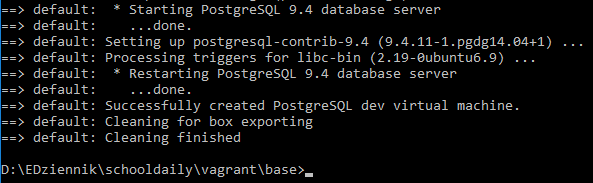 ==> default:  * Starting PostgreSQL 9.4 database server
==> default:    ...done.
==> default: Setting up postgresql-contrib-9.4 (9.4.11-1.pgdg14.04+1) ...
==> default: Processing triggers for libc-bin (2.19-0ubuntu6.9) ...
==> default:  * Restarting PostgreSQL 9.4 database server
==> default:    ...done.
==> default: Successfully created PostgreSQL dev virtual machine.
==> default: Cleaning for box exporting
==> default: Cleaning finished
D:\EDziennik\schooldaily\vagrant\base>_